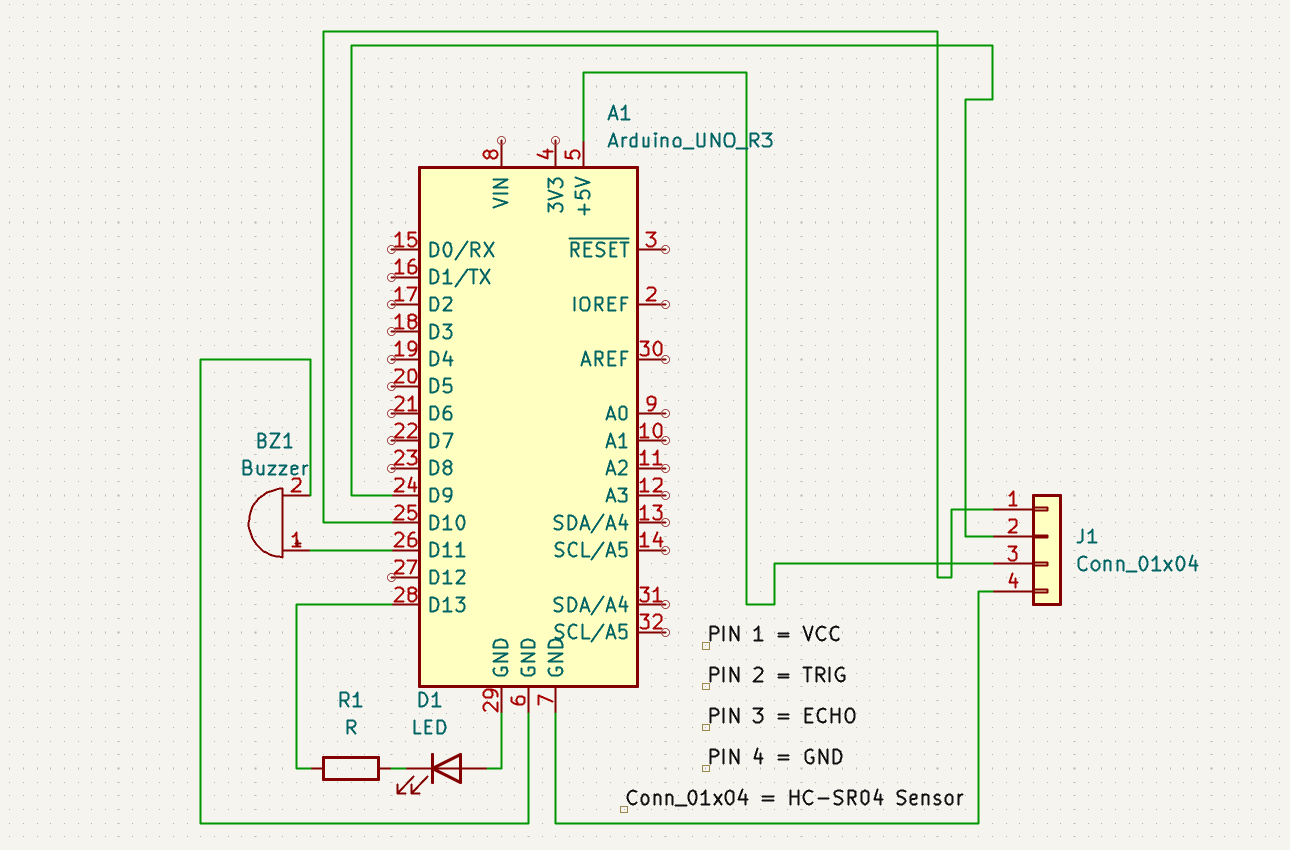 A1
Arduino_UNO_R3
8
4
5
VIN
3V3
+5V
15 D0/RX
RESET 3
16 D1/TX
17 D2
IOREF 2
18 D3
19 D4
AREF 30
20 D5
21 D6
A0 9
22 D7
A1 10
23 D8
A2 11
24 D9
A3 12
25 D10
SDA/A4 13
26 D11
SCL/A5 14
27 D12
28 D13
SDA/A4 31
SCL/A5 32
GND
GND
GND
29
6
7
BZ1
Buzzer
2
1
+
R1
R
D1
LED
1
2
3
4
J1
Conn_01x04
PIN 1 = VCC
PIN 2 = TRIG
PIN 3 = ECHO
PIN 4 = GND
Conn_01x04 = HC-SR04 Sensor